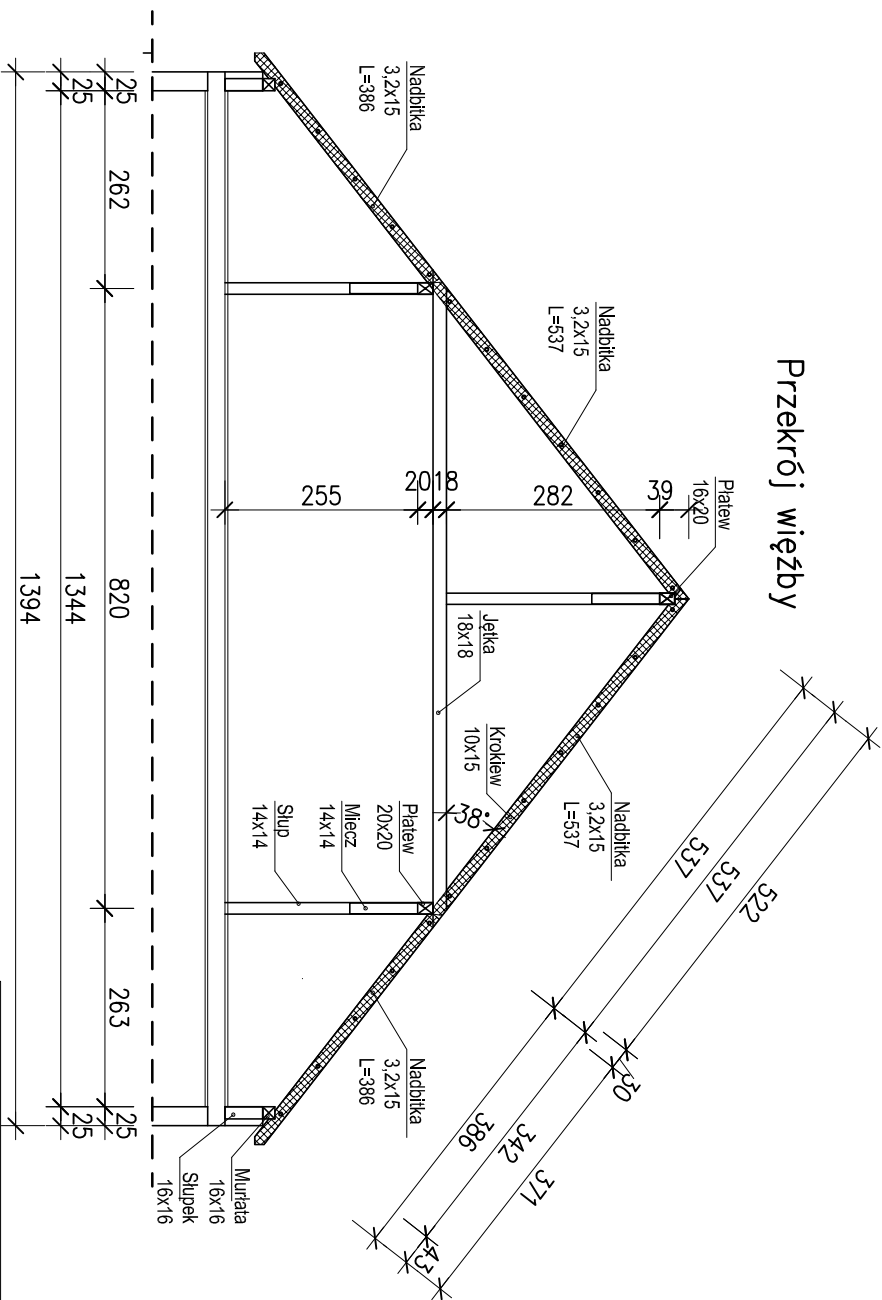 Przekrój więźby
Płatew
16x20
Nadbitka
3,2x15
L=537
Nadbitka
3,2x15
L=386
Nadbitka
3,2x15
L=537
Nadbitka
3,2x15
L=386
Jętka
18x18
Krokiew
10x15
38°
Płatew
20x20
Miecz
14x14
Słup
14x14
Murłata
16x16
Słupek
16x16
39
282
18
20
255
537
537
522
30
386
342
371
43
25
262
820
263
25
25
1344
25
1394